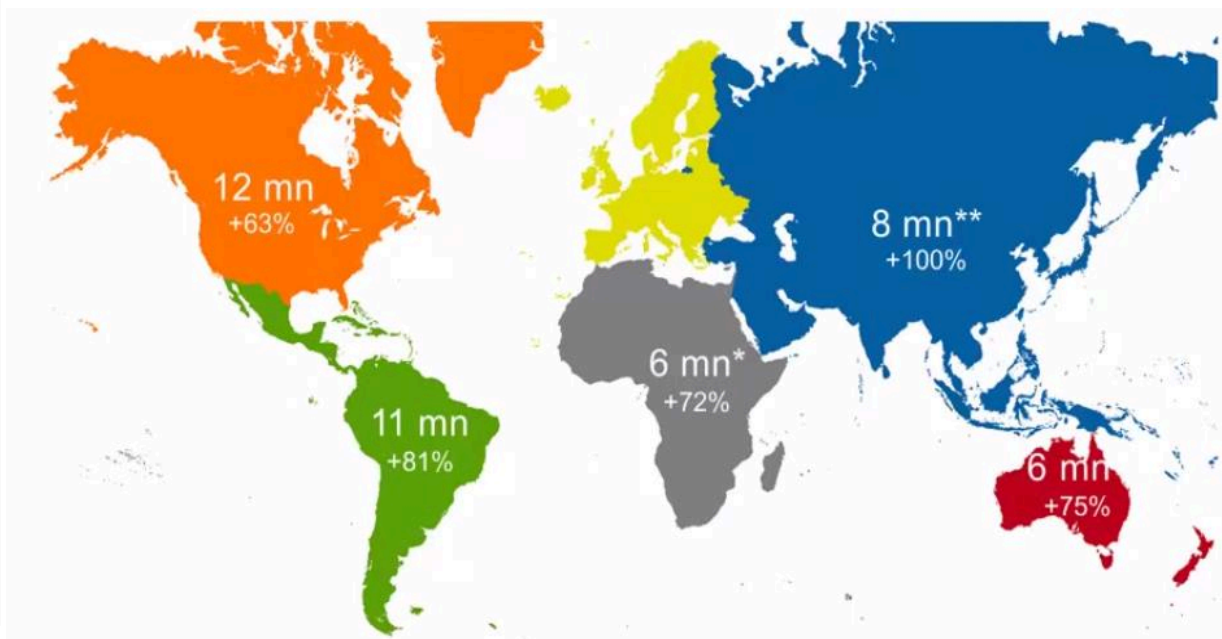 12 mn
+63%
8 mn**
+100%
6 mn*
+72%
11 mn
+81%
6 mn
+75%